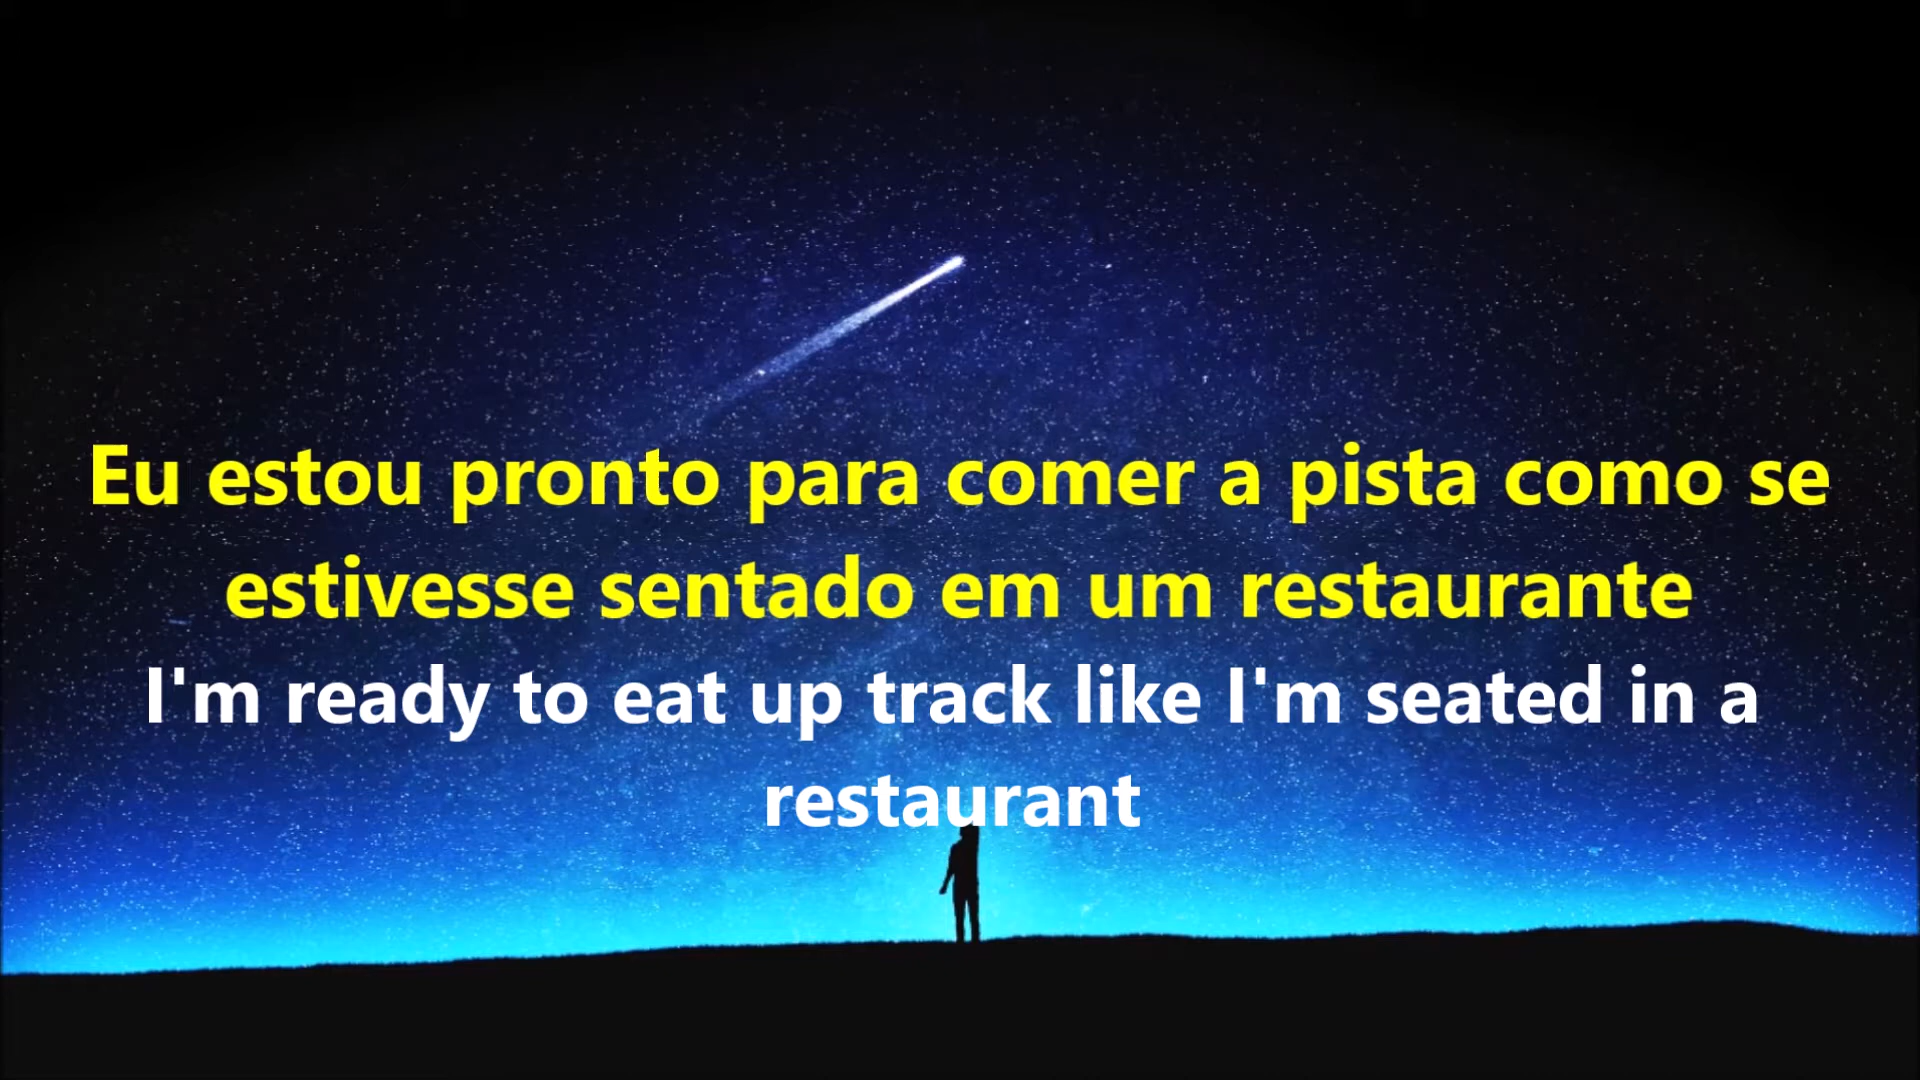 Eu estou pronto para comer a pista como se
estivesse sentado em um restaurante
I'm ready to eat up track like I'm seated in a
restaurant